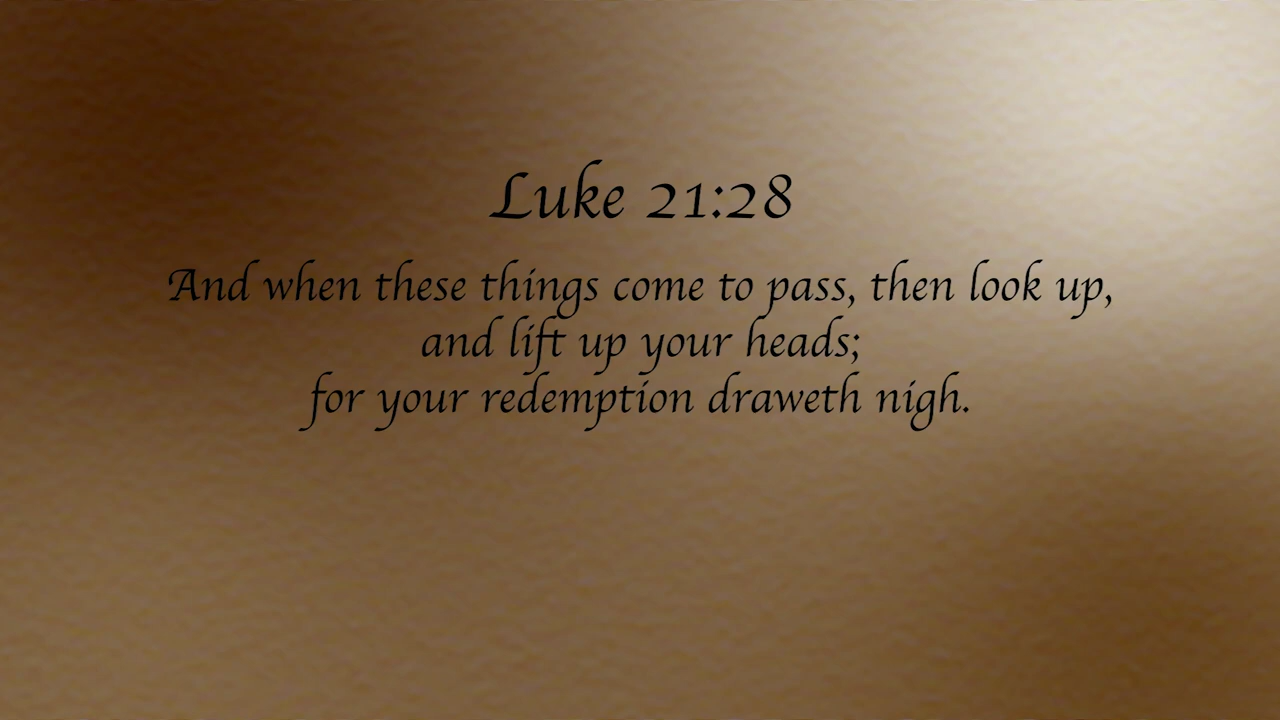 Luke 21:28
And when these things come to pass, then look up,
and lift up your heads;
for your redemption draweth nigh.